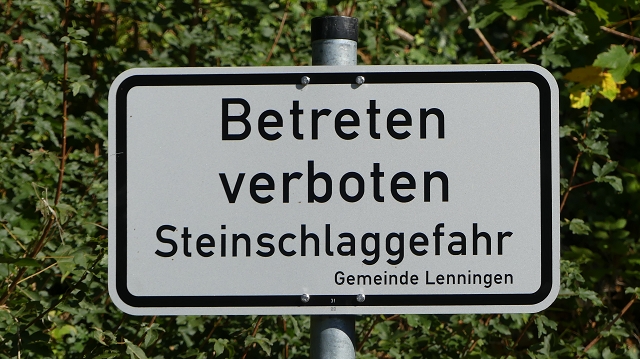 Betreten
verboten
Steinschlaggefahr
Gemeinde Lenningen